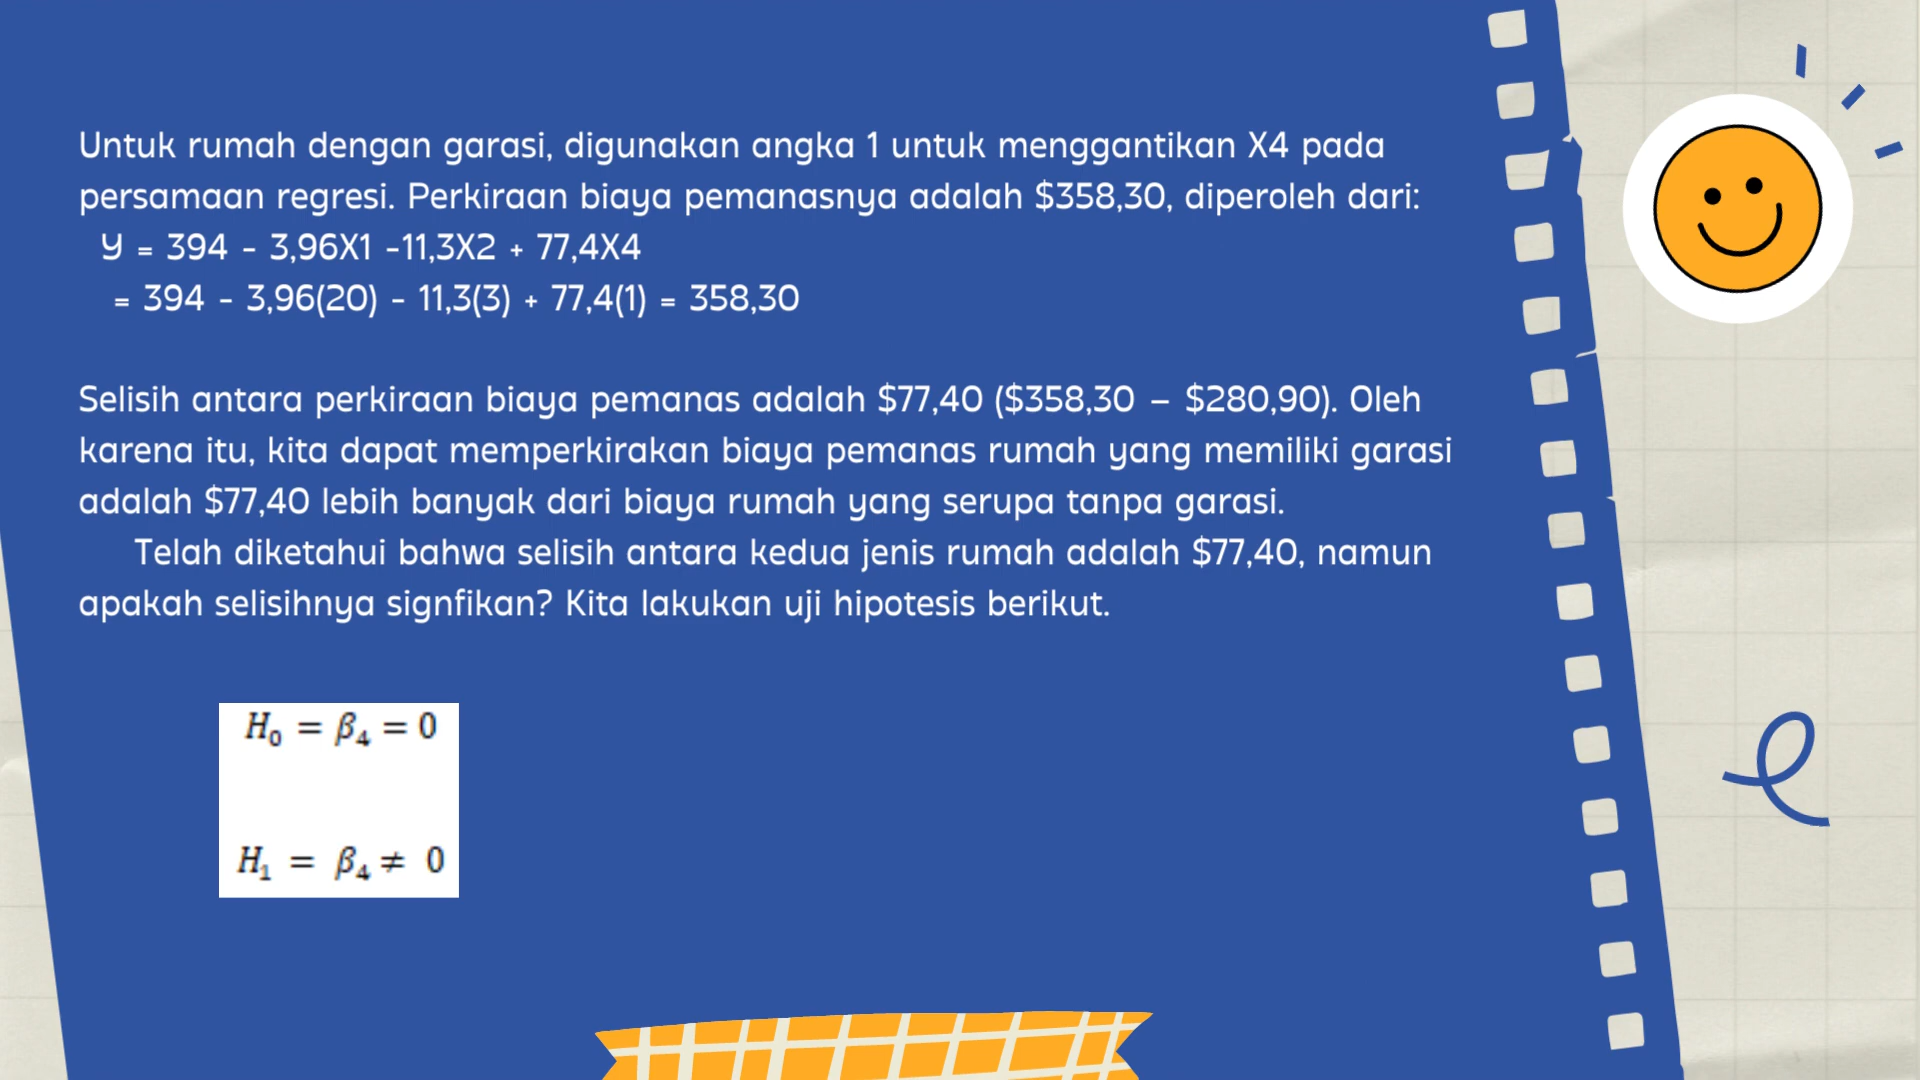 Untuk rumah dengan garasi, digunakan angka 1 untuk menggantikan X4 pada
persamaan regresi. Perkiraan biaya pemanasnya adalah $358,30, diperoleh dari:
Y = 394 - 3,96X1 -11,3X2 + 77,4X4
= 394 - 3,96(20) - 11,3(3) + 77,4(1) = 358,30
Selisih antara perkiraan biaya pemanas adalah $77,40 ($358,30 – $280,90). Oleh
karena itu, kita dapat memperkirakan biaya pemanas rumah yang memiliki garasi
adalah $77,40 lebih banyak dari biaya rumah yang serupa tanpa garasi.
Telah diketahui bahwa selisih antara kedua jenis rumah adalah $77,40, namun
apakah selisihnya signfikan? Kita lakukan uji hipotesis berikut.
H₀ = β₄ = 0
H₁ = β₄ ≠ 0